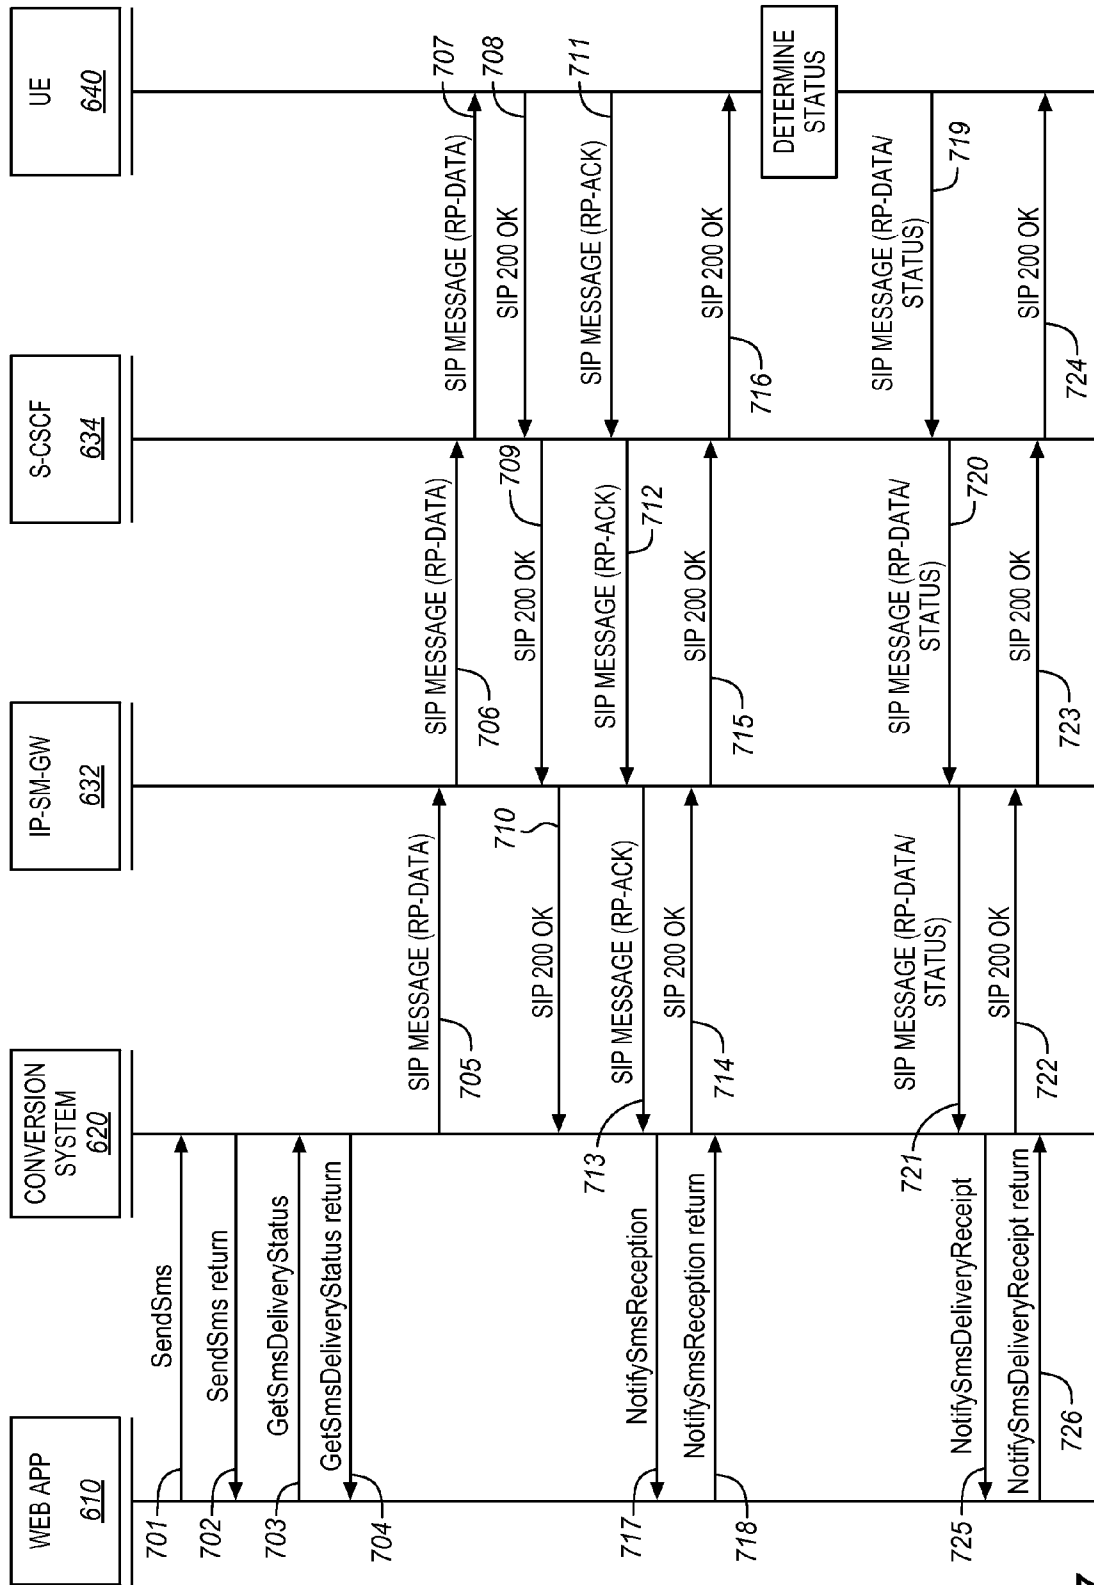 WEB APP
610
CONVERSION
SYSTEM
620
IP-SM-GW
632
S-CSCF
634
UE
640
SendSms
701
SendSms return
702
GetSmsDeliveryStatus
703
GetSmsDeliveryStatus return
704
SIP MESSAGE (RP-DATA)
705
SIP MESSAGE (RP-DATA)
706
SIP MESSAGE (RP-DATA)
707
SIP 200 OK
708
SIP 200 OK
709
SIP 200 OK
710
SIP MESSAGE (RP-ACK)
711
SIP MESSAGE (RP-ACK)
712
SIP MESSAGE (RP-ACK)
713
SIP 200 OK
714
SIP 200 OK
715
SIP 200 OK
716
NotifySmsReception
717
NotifySmsReception return
718
DETERMINE
STATUS
SIP MESSAGE (RP-DATA/
STATUS)
719
SIP MESSAGE (RP-DATA/
STATUS)
720
SIP MESSAGE (RP-DATA/
STATUS)
721
SIP 200 OK
722
SIP 200 OK
723
SIP 200 OK
724
NotifySmsDeliveryReceipt
725
NotifySmsDeliveryReceipt return
726
7